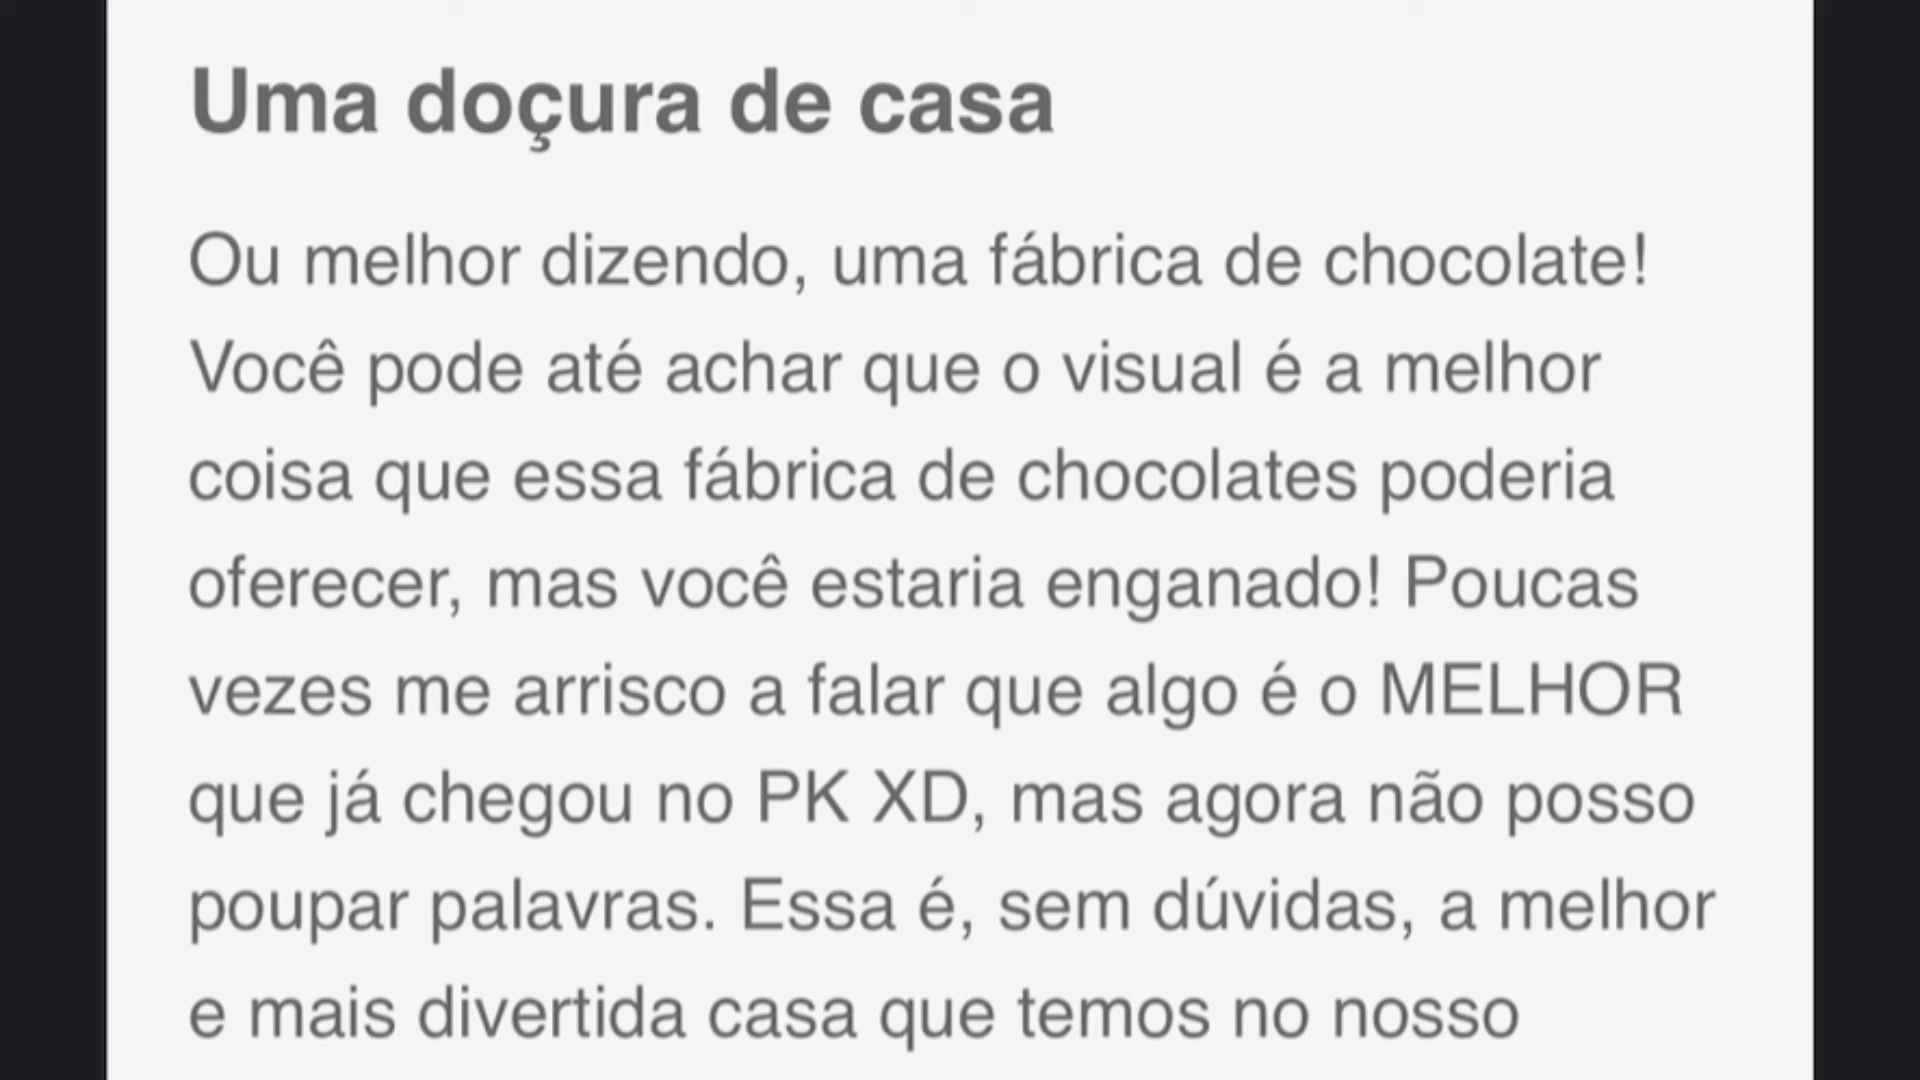 Uma doçura de casa
Ou melhor dizendo, uma fábrica de chocolate!
Você pode até achar que o visual é a melhor
coisa que essa fábrica de chocolates poderia
oferecer, mas você estaria enganado! Poucas
vezes me arrisco a falar que algo é o MELHOR
que já chegou no PK XD, mas agora não posso
poupar palavras. Essa é, sem dúvidas, a melhor
e mais divertida casa que temos no nosso